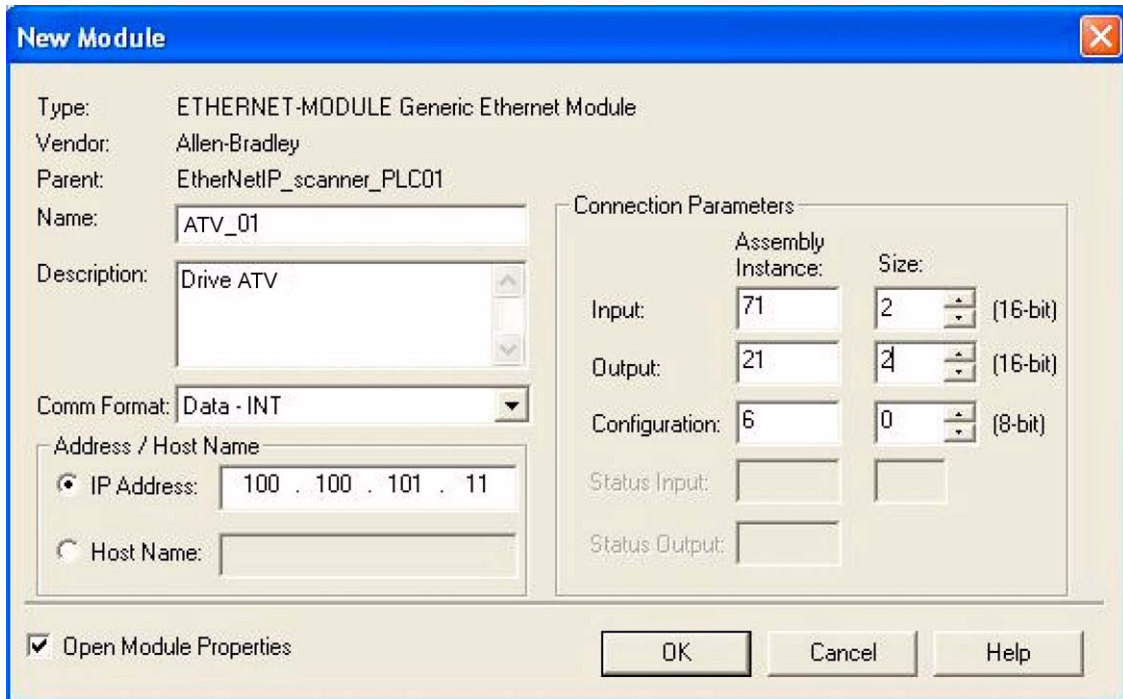 New Module
Type: ETHERNET-MODULE Generic Ethernet Module
Vendor: Allen-Bradley
Parent: EtherNetIP_scanner_PLC01
Name: ATV_01
Description: Drive ATV
Comm Format: Data - INT
Address / Host Name
IP Address: 100 . 100 . 101 . 11
Host Name:
Connection Parameters
Assembly Instance: Size:
Input: 71 2 (16-bit)
Output: 21 2 (16-bit)
Configuration: 6 0 (8-bit)
Status Input:
Status Output:
Open Module Properties
OK Cancel Help